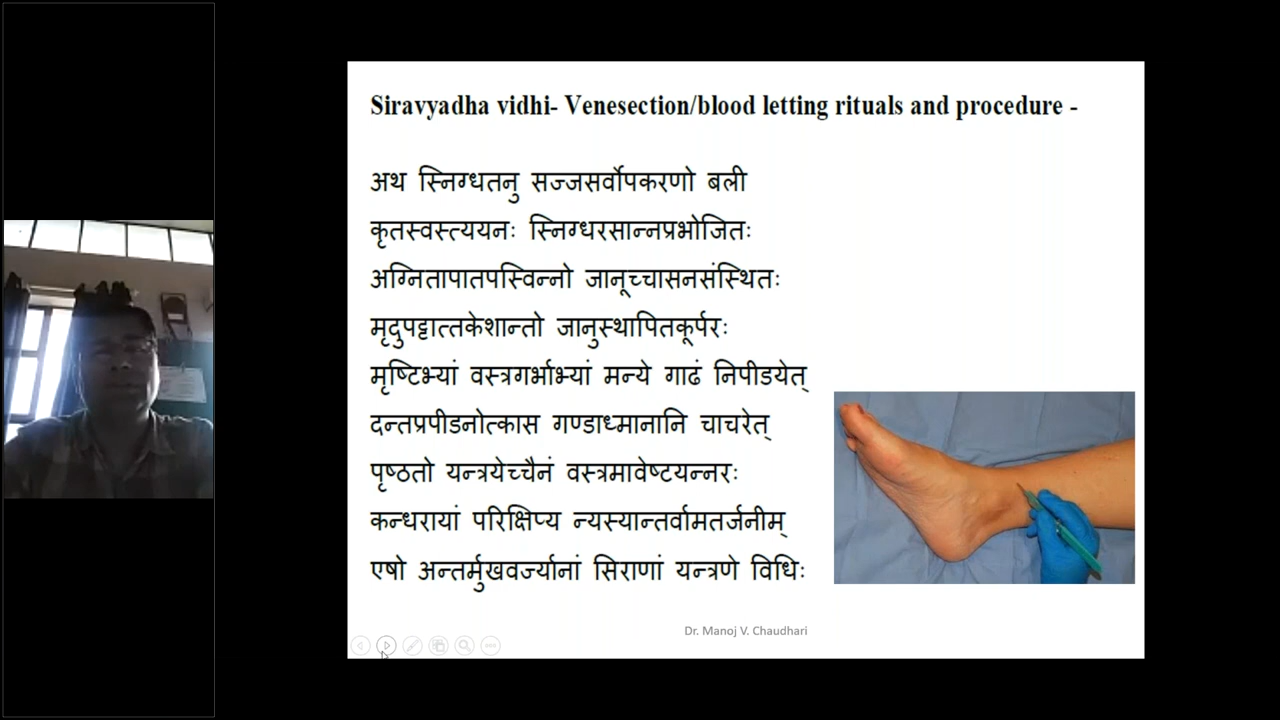 Siravyadha vidhi- Venesection/blood letting rituals and procedure -
अथ स्निग्धतनु सज्जसर्वोपकरणो बली
कृतस्वस्त्ययनः स्निग्धरसान्नप्रभोजितः
अग्नितापातपस्विन्नो जानूच्चासनसंस्थितः
मृदुपट्टात्तकेशान्तो जानुस्थापितकूर्परः
मृष्टिभ्यां वस्त्रगर्भाभ्यां मन्ये गाढं निपीडयेत्
दन्तप्रपीडनोत्कास गण्डाध्मानानि चाचरेत्
पृष्ठतो यन्त्रयेच्चैनं वस्त्रमावेष्टयन्नरः
कन्धरायां परिक्षिप्य न्यस्यान्तर्वामतर्जनीम्
एषो अन्तर्मुखवर्ज्यानां सिराणां यन्त्रणे विधिः
Dr. Manoj V. Chaudhari